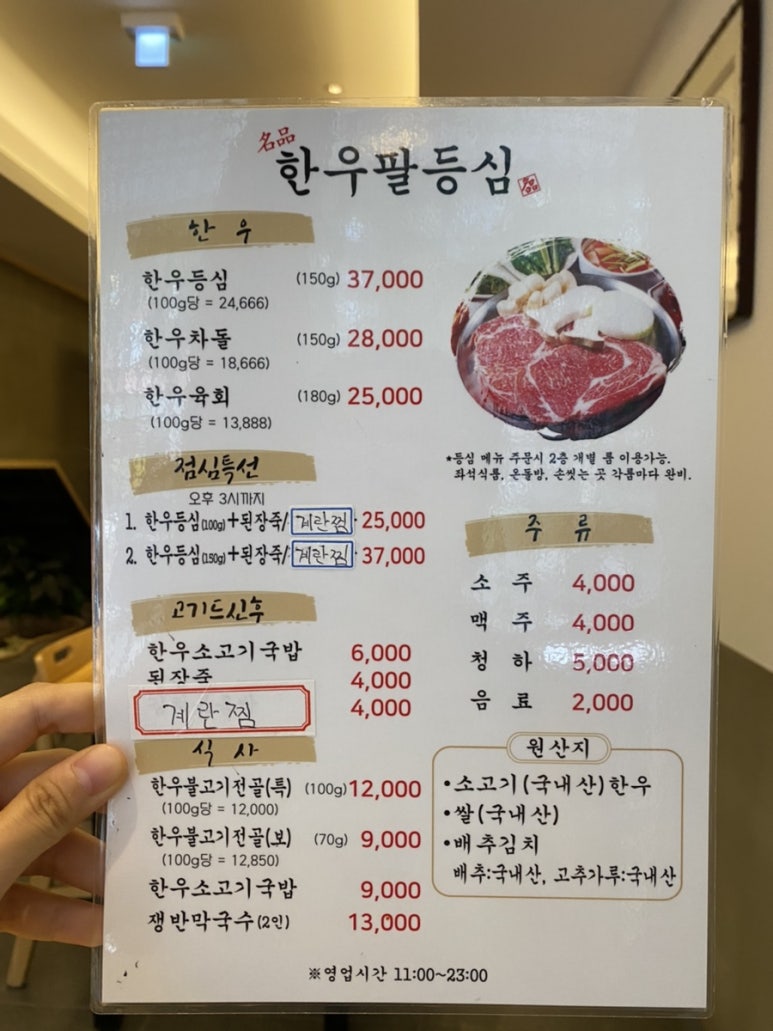 名品
한우팔등심
名品
한 우
한우등심 (150g) 37,000
(100g당 = 24,666)
한우차돌 (150g) 28,000
(100g당 = 18,666)
한우육회 (180g) 25,000
(100g당 = 13,888)
*등심 메뉴 주문시 2층 개별 룸 이용가능.
좌석식룸, 온돌방, 손씻는 곳 각룸마다 완비.
점심특선
오후 3시까지
1. 한우등심(100g)+된장죽/계란찜 25,000
2. 한우등심(150g)+된장죽/계란찜 37,000
고기드신후
한우소고기국밥 6,000
된장죽 4,000
계란찜 4,000
식 사
한우불고기전골(특) (100g) 12,000
(100g당 = 12,000)
한우불고기전골(보) (70g) 9,000
(100g당 = 12,850)
한우소고기국밥 9,000
쟁반막국수(2인) 13,000
주 류
소 주 4,000
맥 주 4,000
청 하 5,000
음 료 2,000
원산지
•소고기(국내산)한우
•쌀(국내산)
•배추김치
배추:국내산, 고추가루:국내산
※영업시간 11:00~23:00